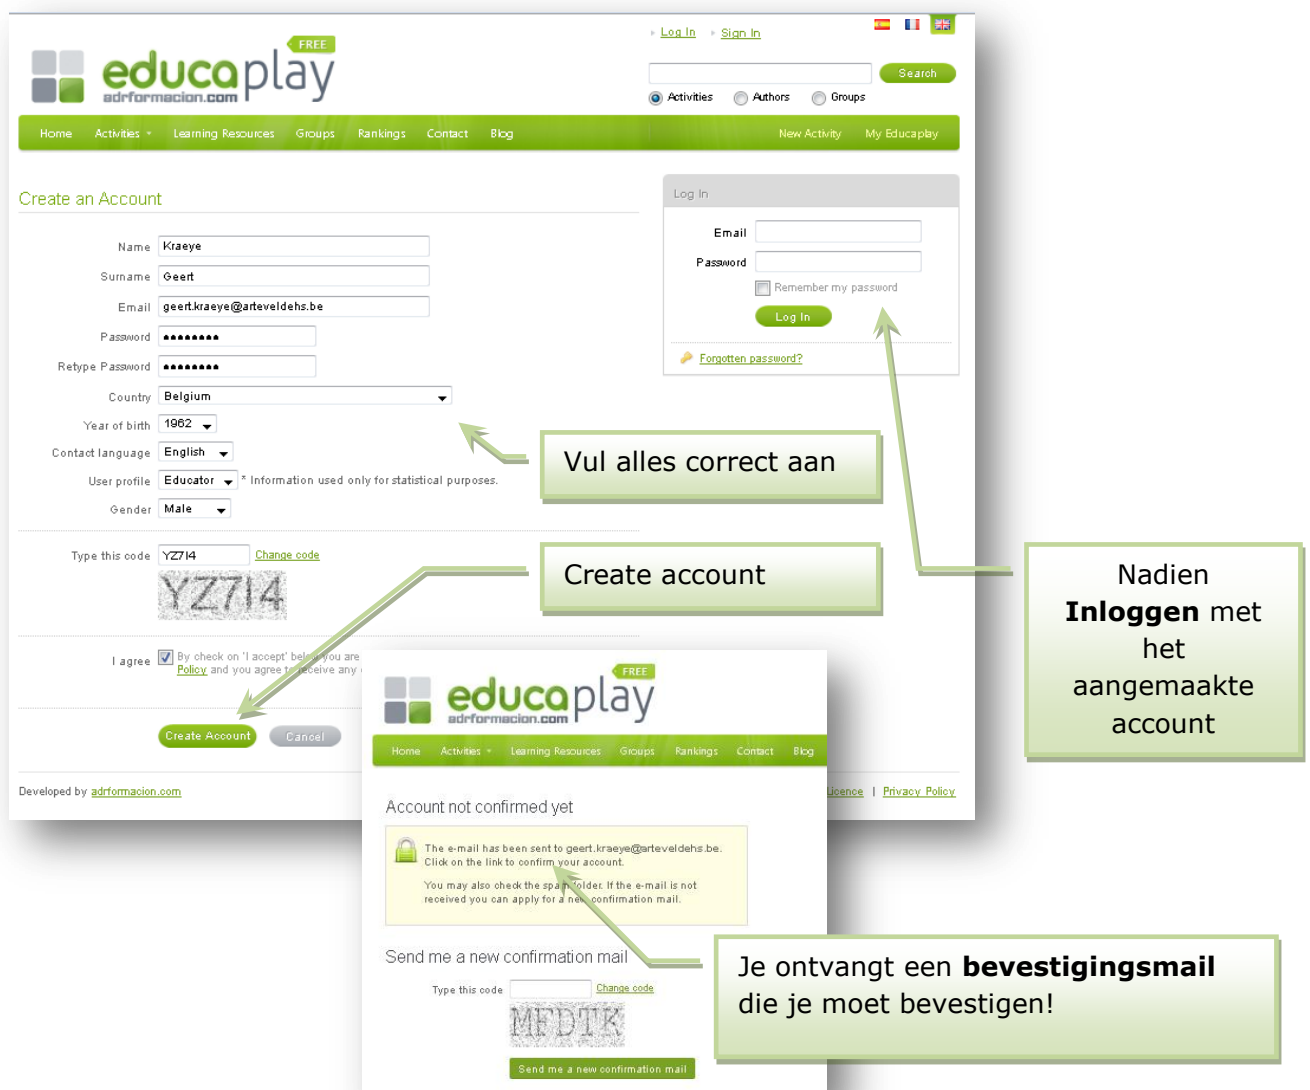 Log In Sign In
FREE
educaplay
adrformacion.com
Search
Activities Authors Groups
Home Activities Learning Resources Groups Rankings Contact Blog New Activity My Educaplay
Create an Account
Name Kraeye
Surname Geert
Email geert.kraeye@arteveldehs.be
Password ••••••••
Retype Password ••••••••
Country Belgium
Year of birth 1962
Contact language English
User profile Educator * Information used only for statistical purposes.
Gender Male
Type this code YZ7I4 Change code
YZ7I4
I agree By check on 'I accept' below you are
Policy and you agree to receive any
Create Account Cancel
Developed by adrformacion.com
Licence | Privacy Policy
Log In
Email
Password
Remember my password
Log In
Forgotten password?
Vul alles correct aan
Create account
Nadien
Inloggen met
het
aangemaakte
account
FREE
educaplay
adrformacion.com
Home Activities Learning Resources Groups Rankings Contact Blog
Account not confirmed yet
The e-mail has been sent to geert.kraeye@arteveldehs.be.
Click on the link to confirm your account.
You may also check the spam folder. If the e-mail is not
received you can apply for a new confirmation mail.
Send me a new confirmation mail
Type this code Change code
MFDTK
Send me a new confirmation mail
Je ontvangt een bevestigingsmail
die je moet bevestigen!